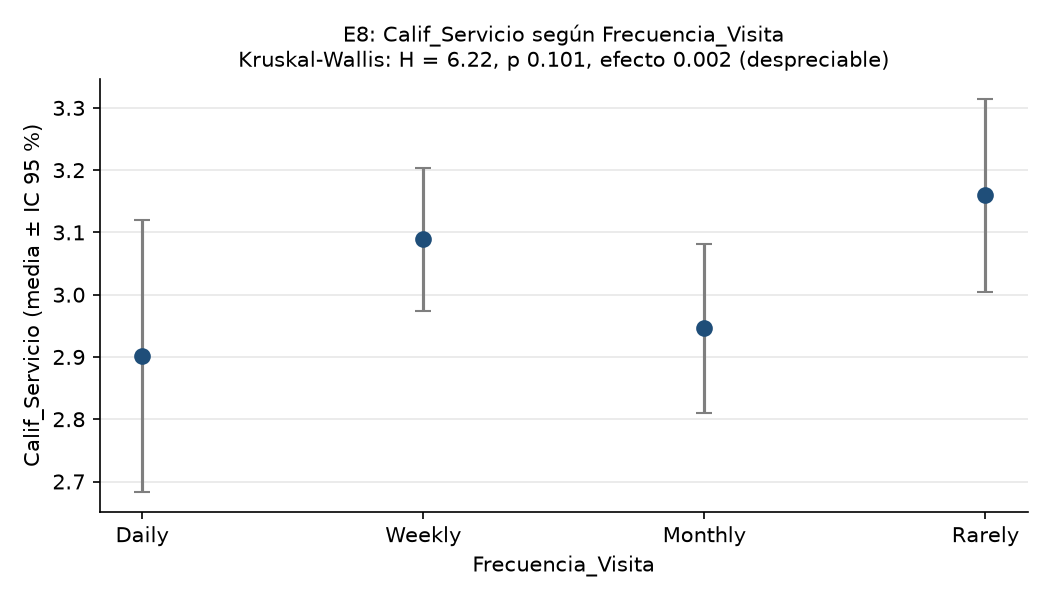 E8: Calif_Servicio según Frecuencia_Visita
Kruskal-Wallis: H = 6.22, p 0.101, efecto 0.002 (despreciable)
Calif_Servicio (media ± IC 95 %)
3.3
3.2
3.1
3.0
2.9
2.8
2.7
Daily
Weekly
Monthly
Rarely
Frecuencia_Visita